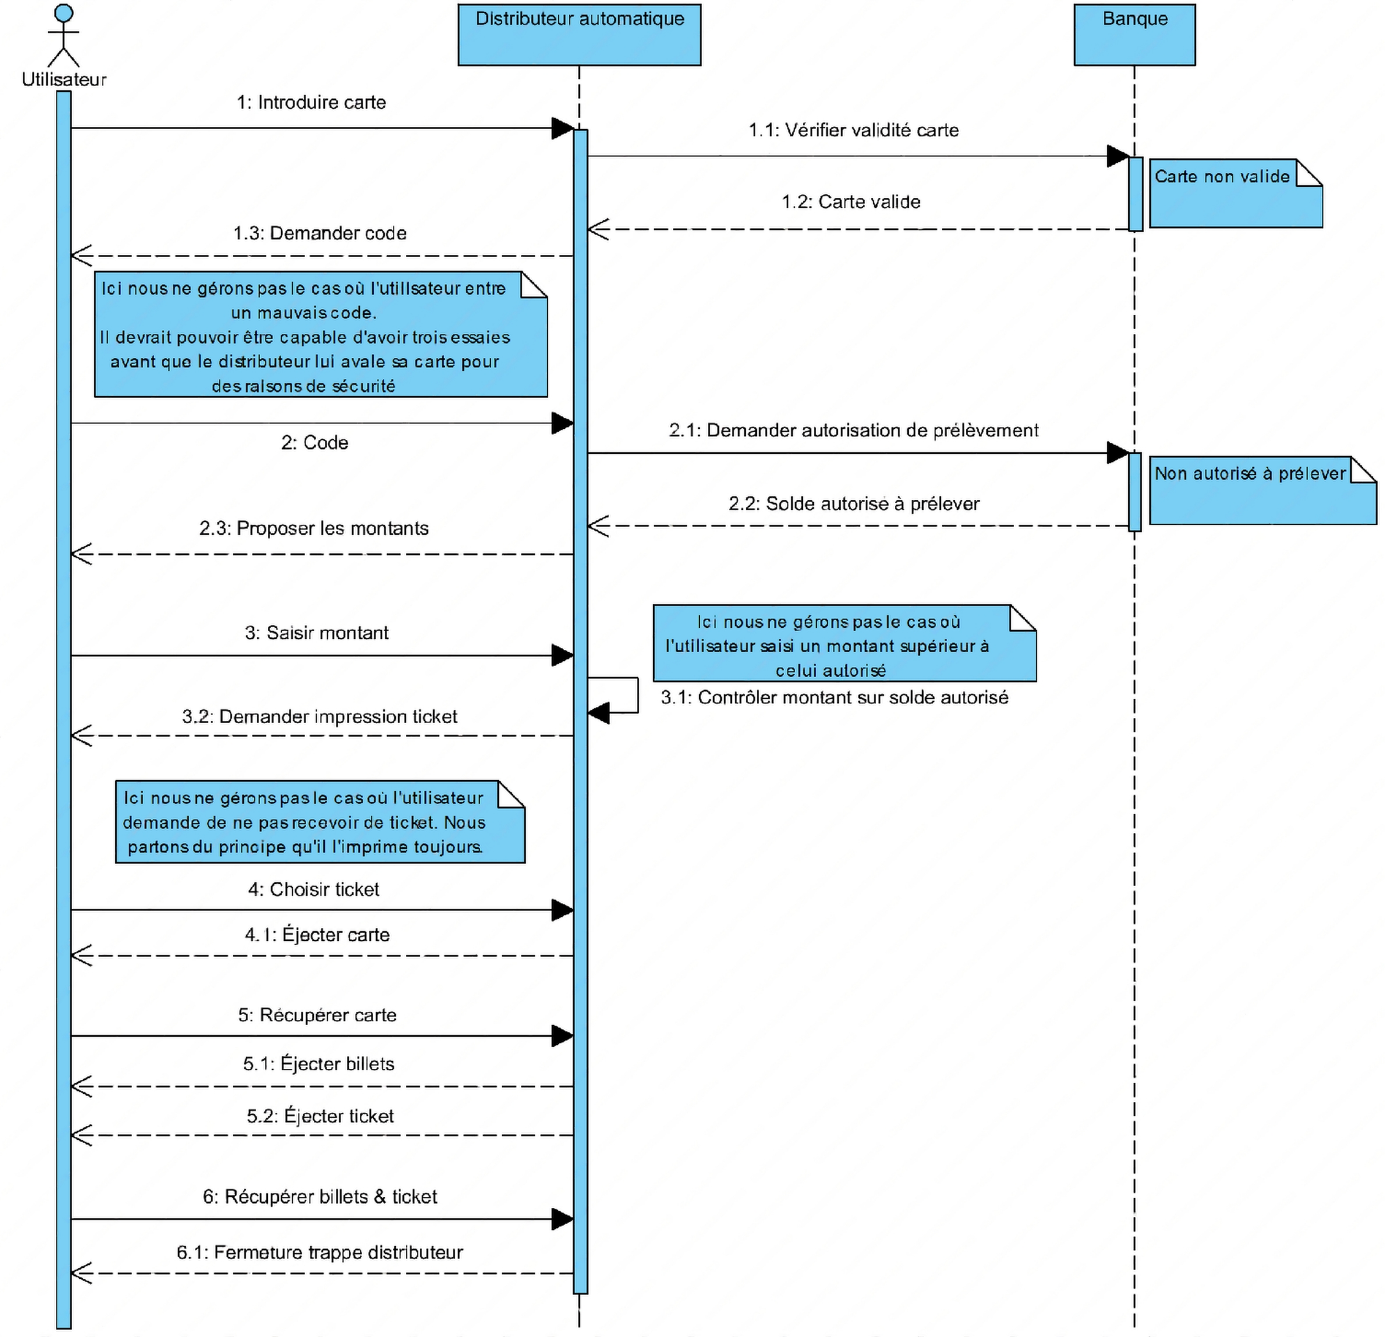 Utilisateur
Distributeur automatique
Banque
1: Introduire carte
1.1: Vérifier validité carte
Carte non valide
1.2: Carte valide
1.3: Demander code
Ici nous ne gérons pas le cas où l'utilisateur entre
un mauvais code.
Il devrait pouvoir être capable d'avoir trois essaies
avant que le distributeur lui avale sa carte pour
des raisons de sécurité
2: Code
2.1: Demander autorisation de prélèvement
Non autorisé à prélever
2.2: Solde autorisé à prélever
2.3: Proposer les montants
Ici nous ne gérons pas le cas où
l'utilisateur saisi un montant supérieur à
celui autorisé
3: Saisir montant
3.1: Contrôler montant sur solde autorisé
3.2: Demander impression ticket
Ici nous ne gérons pas le cas où l'utilisateur
demande de ne pas recevoir de ticket. Nous
partons du principe qu'il l'imprime toujours.
4: Choisir ticket
4.1: Éjecter carte
5: Récupérer carte
5.1: Éjecter billets
5.2: Éjecter ticket
6: Récupérer billets & ticket
6.1: Fermeture trappe distributeur